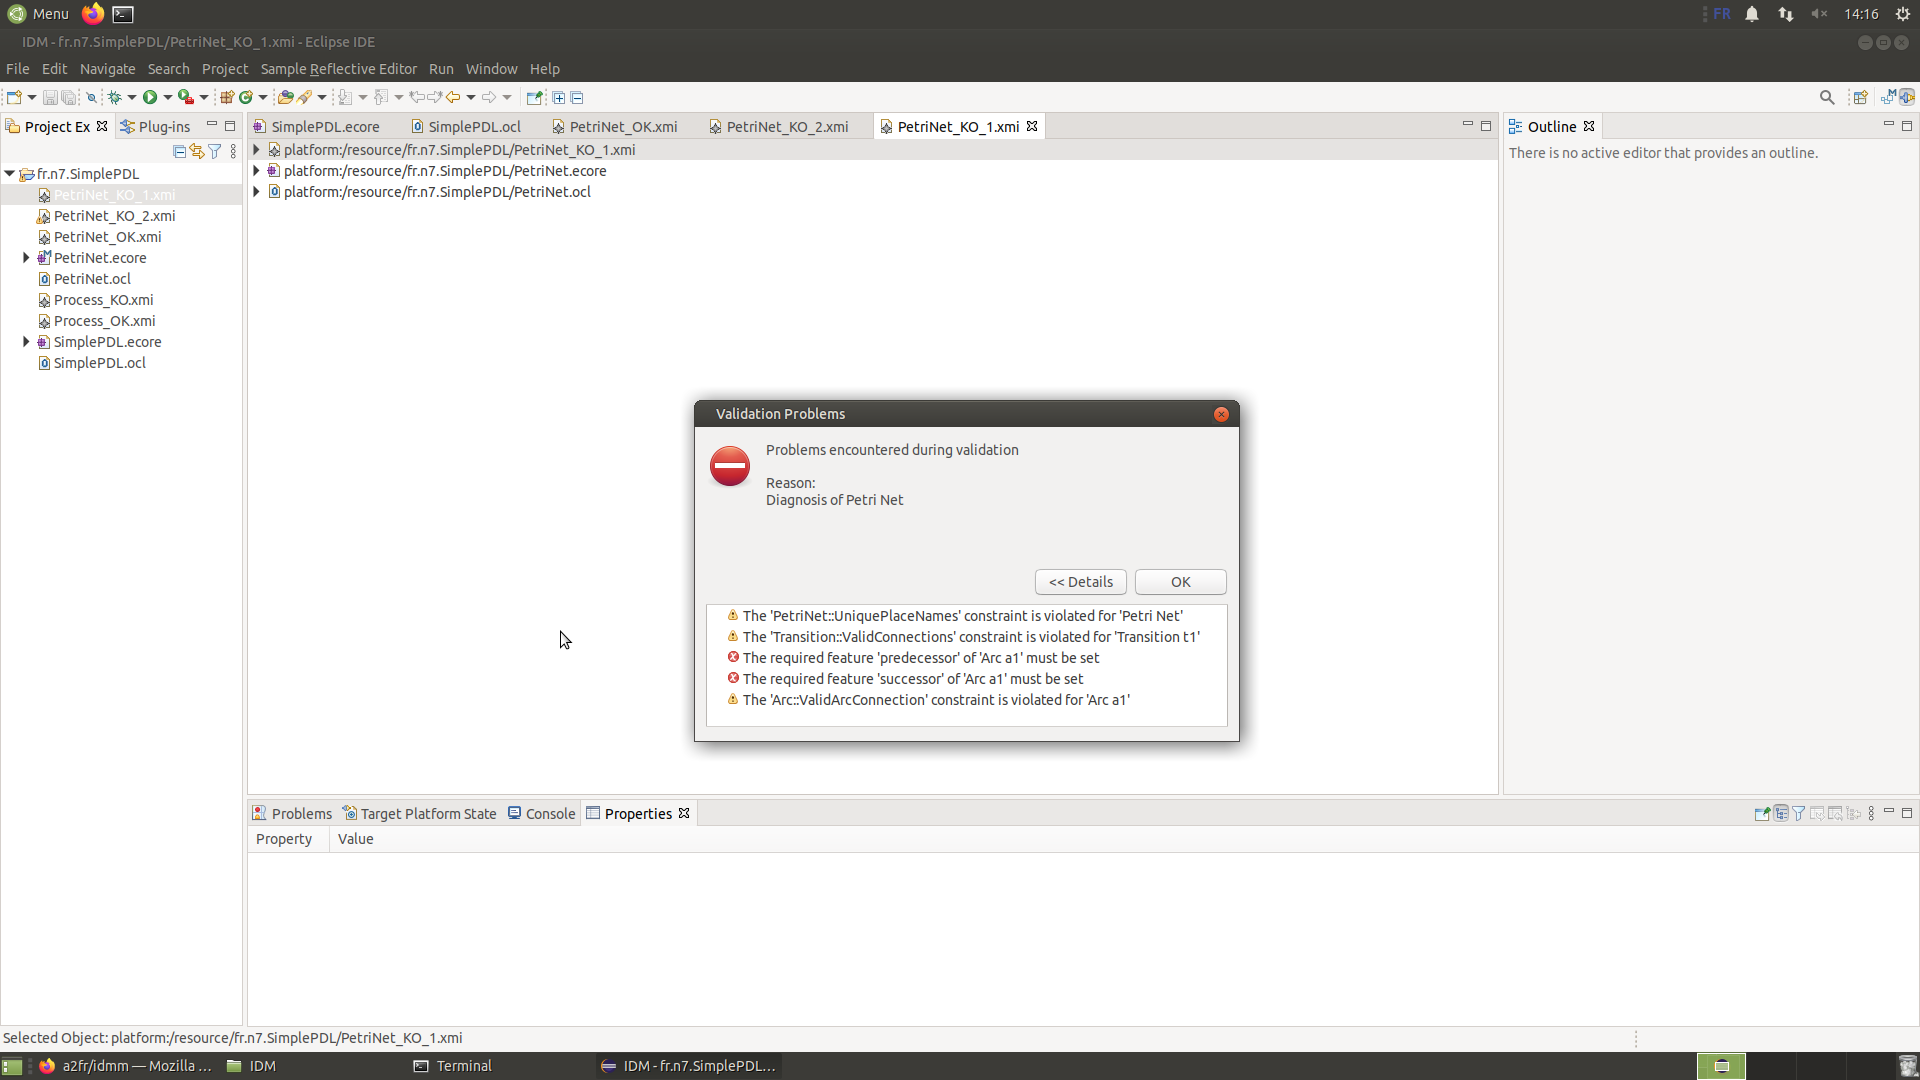 Menu
FR
14:16
IDM - fr.n7.SimplePDL/PetriNet_KO_1.xmi - Eclipse IDE
File Edit Navigate Search Project Sample Reflective Editor Run Window Help
Project Ex
Plug-ins
SimplePDL.ecore
SimplePDL.ocl
PetriNet_OK.xmi
PetriNet_KO_2.xmi
PetriNet_KO_1.xmi
Outline
platform:/resource/fr.n7.SimplePDL/PetriNet_KO_1.xmi
platform:/resource/fr.n7.SimplePDL/PetriNet.ecore
platform:/resource/fr.n7.SimplePDL/PetriNet.ocl
There is no active editor that provides an outline.
fr.n7.SimplePDL
PetriNet_KO_1.xmi
PetriNet_KO_2.xmi
PetriNet_OK.xmi
PetriNet.ecore
PetriNet.ocl
Process_KO.xmi
Process_OK.xmi
SimplePDL.ecore
SimplePDL.ocl
Validation Problems
Problems encountered during validation
Reason:
Diagnosis of Petri Net
<< Details
OK
The 'PetriNet::UniquePlaceNames' constraint is violated for 'Petri Net'
The 'Transition::ValidConnections' constraint is violated for 'Transition t1'
The required feature 'predecessor' of 'Arc a1' must be set
The required feature 'successor' of 'Arc a1' must be set
The 'Arc::ValidArcConnection' constraint is violated for 'Arc a1'
Problems
Target Platform State
Console
Properties
Property
Value
Selected Object: platform:/resource/fr.n7.SimplePDL/PetriNet_KO_1.xmi
a2fr/idmm — Mozilla ...
IDM
Terminal
IDM - fr.n7.SimplePDL...